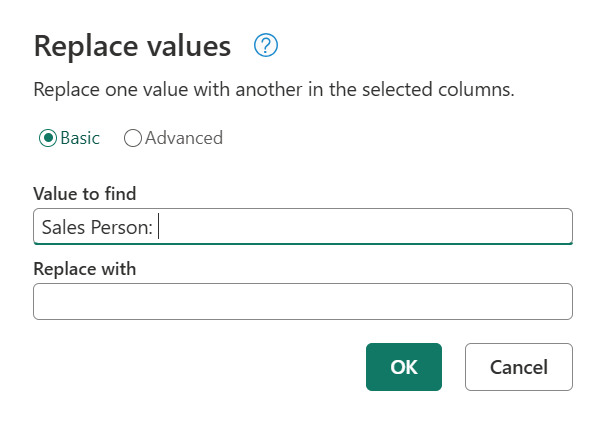 Replace values ?
Replace one value with another in the selected columns.
Basic Advanced
Value to find
Sales Person:
Replace with
OK Cancel